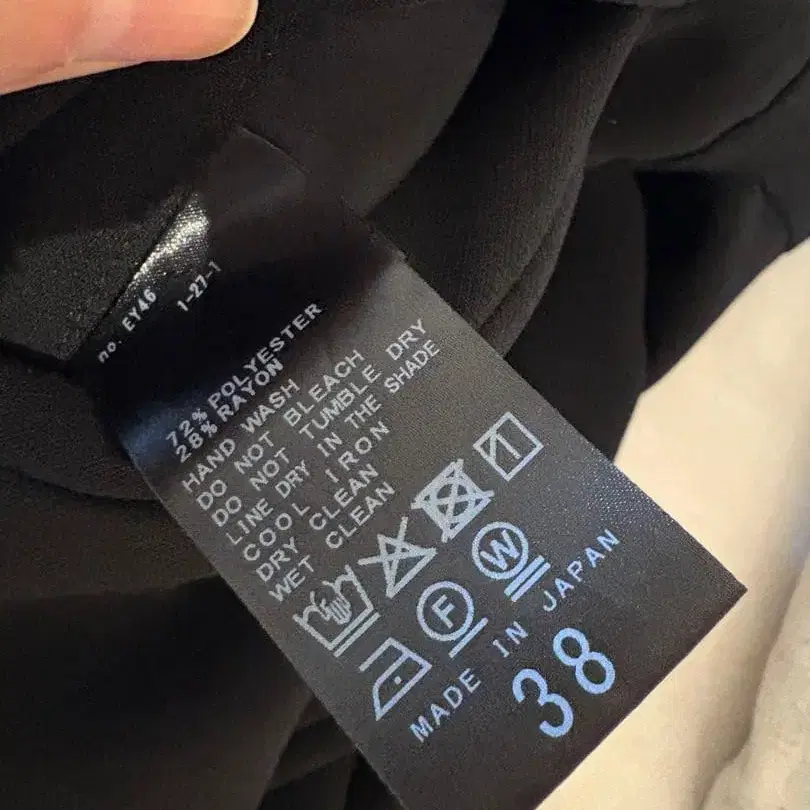 no. EY46
1-27-1
72% POLYESTER
28% RAYON
HAND WASH
DO NOT BLEACH
DO NOT TUMBLE DRY
LINE DRY IN THE SHADE
COOL IRON
DRY CLEAN
WET CLEAN
F
W
MADE IN JAPAN
38